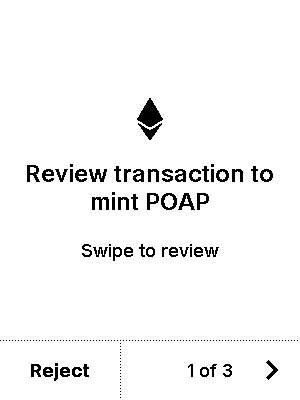 Review transaction to
mint POAP
Swipe to review
Reject
1 of 3